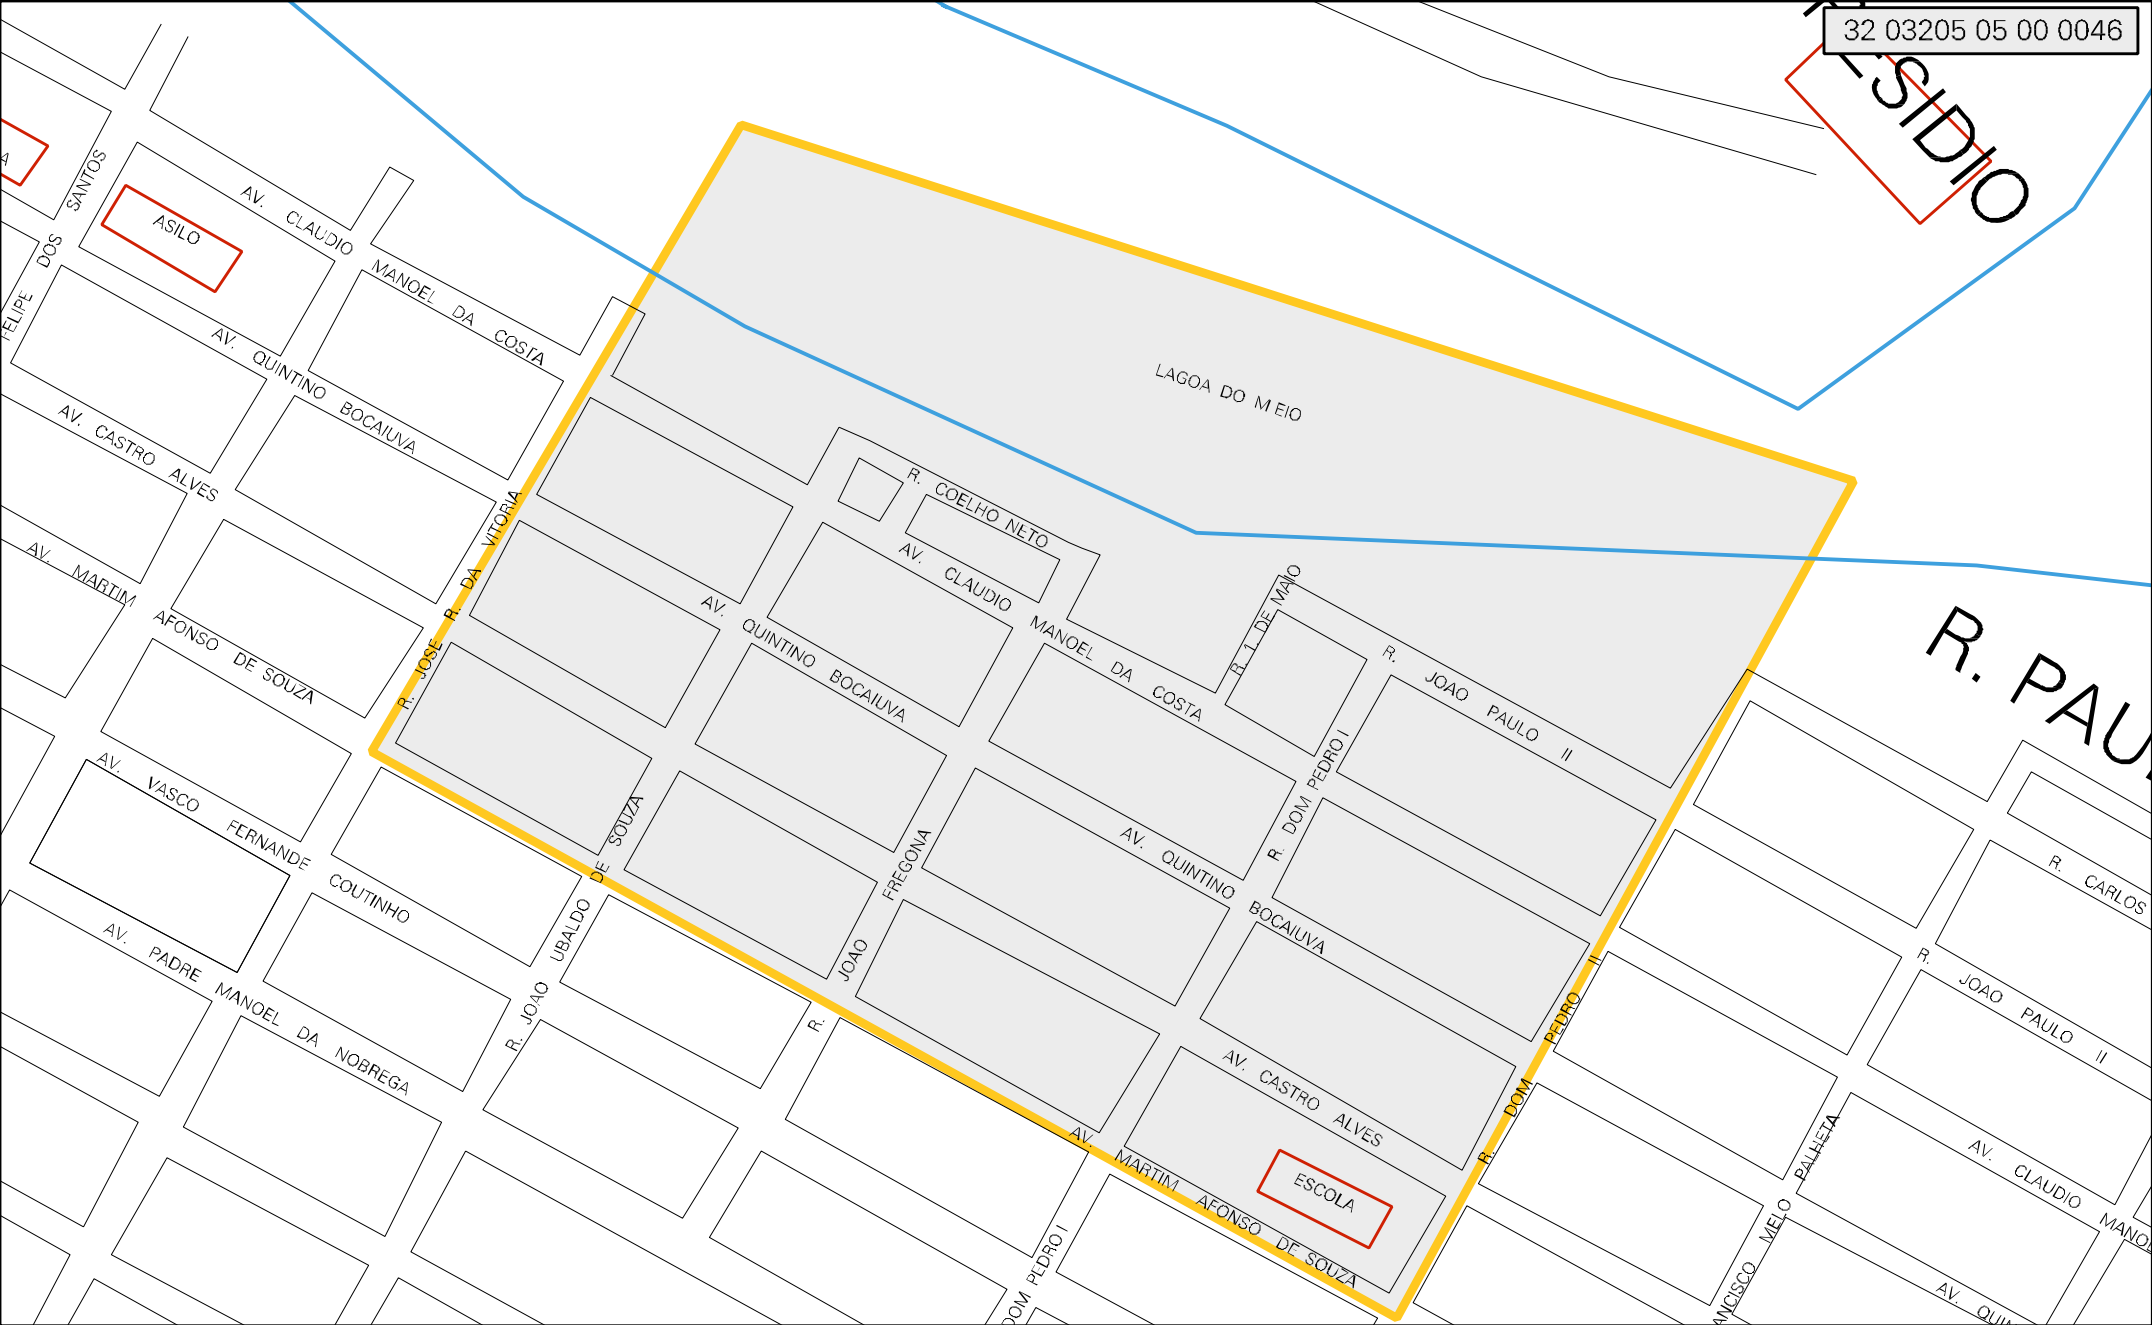 32 03205 05 00 0046
ESIDIO
SANTOS
DOS
ASILO
AV. CLAUDIO
MANOEL DA COSTA
AV. QUINTINO BOCAIUVA
AV. CASTRO ALVES
AV. MARTIM
AFONSO DE SOUZA
R. JOSE R. DA VITORIA
LAGOA DO MEIO
R. COELHO NETO
AV. CLAUDIO
MANOEL DA COSTA
R. 1. DE MAIO
R. JOAO PAULO II
R. PAU
AV. QUINTINO BOCAIUVA
R. DOM PEDRO I
AV. VASCO FERNANDE
COUTINHO
AV. PADRE
MANOEL DA NOBREGA
R. JOAO UBALDO DE SOUZA
R. JOAO FREGONA
AV. QUINTINO
BOCAIUVA
R. CARLOS
R. JOAO PAULO II
R. DOM PEDRO II
AV. CASTRO ALVES
ESCOLA
AV. MARTIM AFONSO DE SOUZA
DOM PEDRO I
ANCISCO MELO PALHETA
AV. CLAUDIO
MANO
AV. QUIN